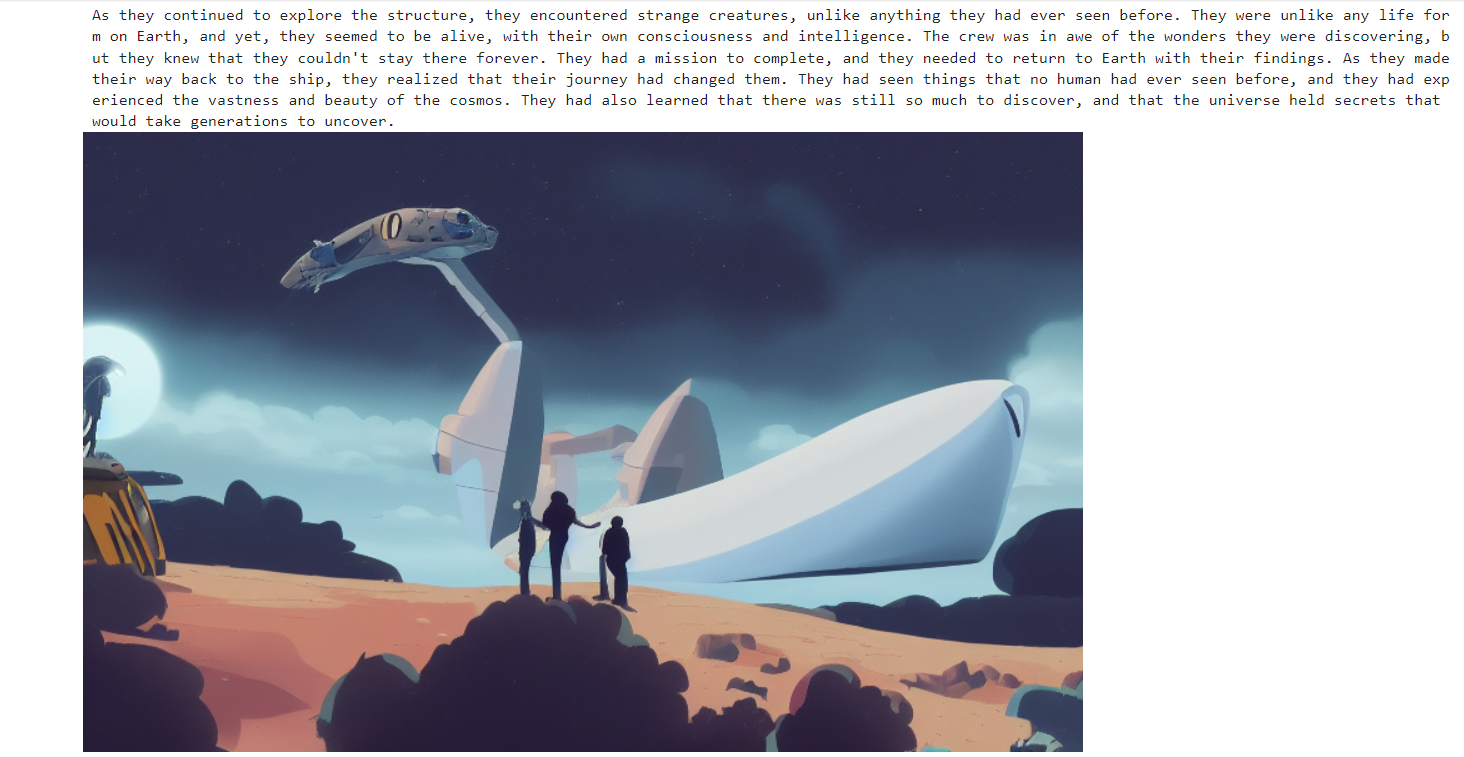 As they continued to explore the structure, they encountered strange creatures, unlike anything they had ever seen before. They were unlike any life for
m on Earth, and yet, they seemed to be alive, with their own consciousness and intelligence. The crew was in awe of the wonders they were discovering, b
ut they knew that they couldn't stay there forever. They had a mission to complete, and they needed to return to Earth with their findings. As they made
their way back to the ship, they realized that their journey had changed them. They had seen things that no human had ever seen before, and they had exp
erienced the vastness and beauty of the cosmos. They had also learned that there was still so much to discover, and that the universe held secrets that
would take generations to uncover.